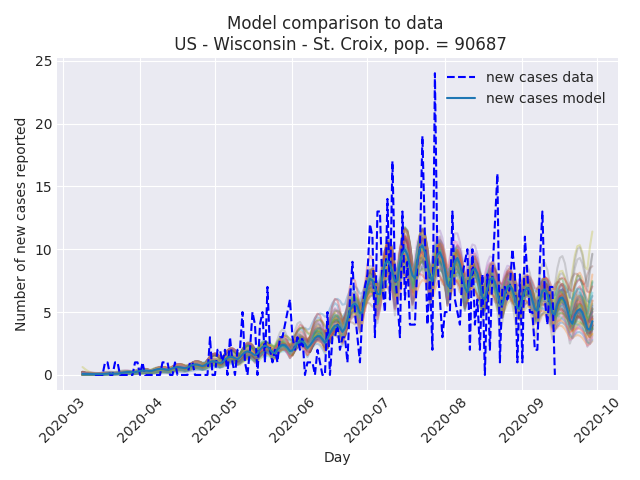 Model comparison to data
US - Wisconsin - St. Croix, pop. = 90687
new cases data
new cases model
Number of new cases reported
25
20
15
10
5
0
2020-03
2020-04
2020-05
2020-06
2020-07
2020-08
2020-09
2020-10
Day